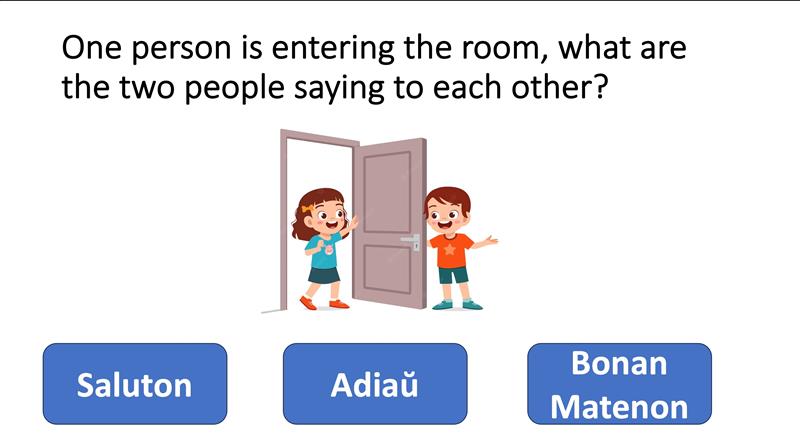 One person is entering the room, what are
the two people saying to each other?
Saluton
Adiaŭ
Bonan
Matenon